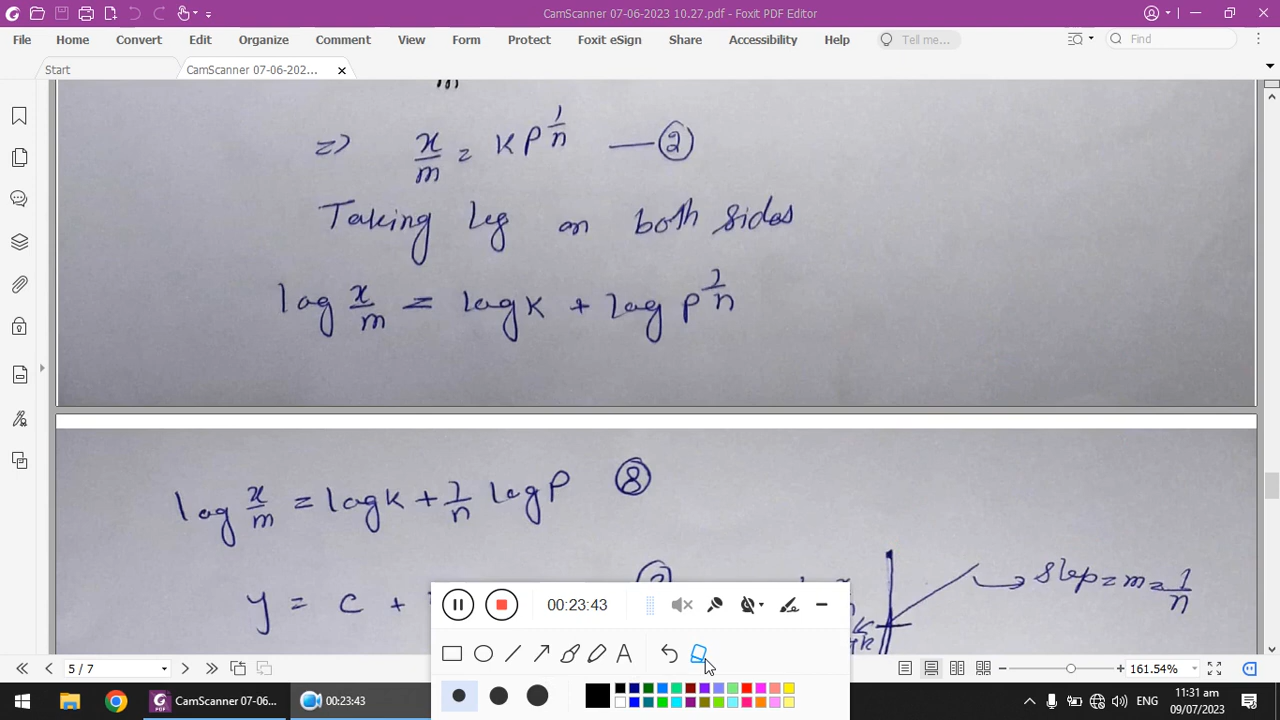 CamScanner 07-06-2023 10.27.pdf - Foxit PDF Editor
File Home Convert Edit Organize Comment View Form Protect Foxit eSign Share Accessibility Help Tell me... Find
Start CamScanner 07-06-202...
m
=> x/m = K P^1/n — ②
Taking log on both sides
log x/m = log K + log P^1/n
log x/m = log K + 1/n log P ⑧
slep = m = 1/n
y = c +
00:23:43
A
5 / 7
161.54%
CamScanner 07-06-...
00:23:43
ENG
11:31 am
09/07/2023